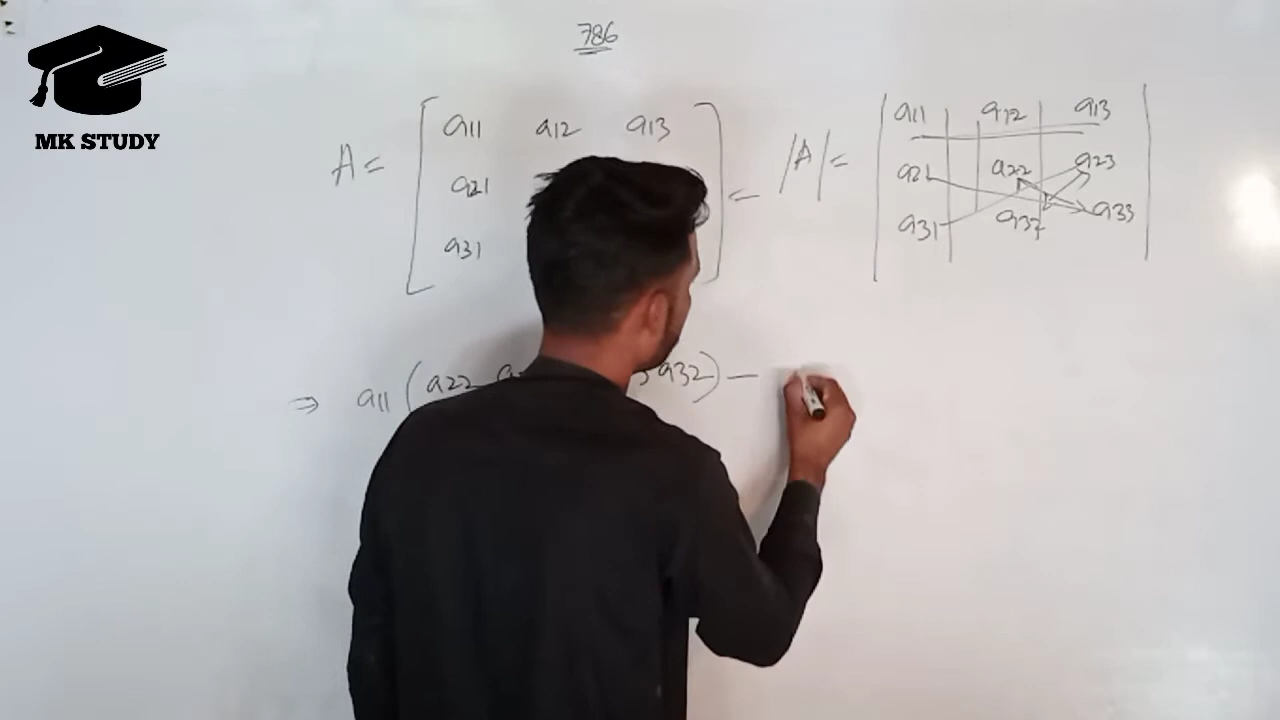 786
MK STUDY
A = [ a11 a12 a13
a21
a31 ] = |A| = | a11 a12 a13
a21 a22 a23
a31 a32 a33 |
⇒ a11 ( a22 a32 ) —